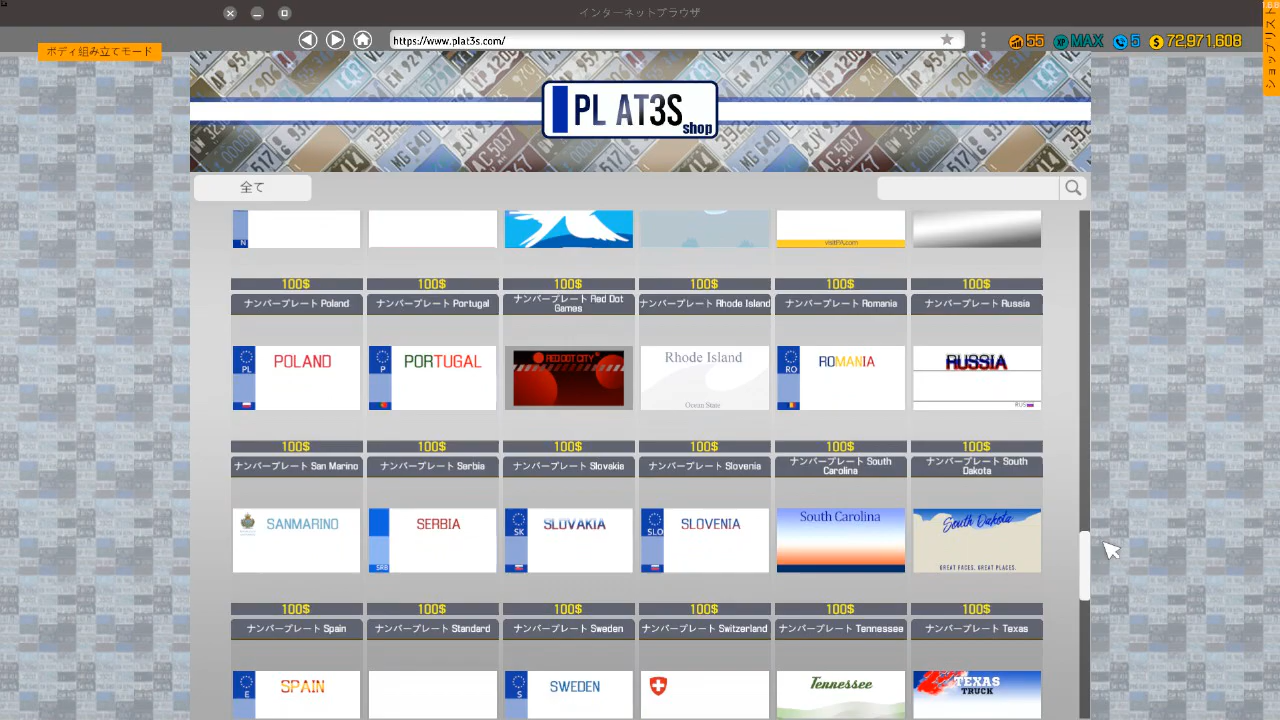 インターネットブラウザ
1.0.8
ボディ組み立てモード
https://www.plat3s.com/
55
XP MAX
5
$ 72,971,608
ショップリスト
PL AT3S
shop
全て
N
visitPA.com
100$ 100$ 100$ 100$ 100$ 100$
ナンバープレート Poland
ナンバープレート Portugal
ナンバープレート Red Dot
Games
ナンバープレート Rhode Island
ナンバープレート Romania
ナンバープレート Russia
PL POLAND
P PORTUGAL
RED DOT CITY
Rhode Island
Ocean State
RO ROMANIA
RUSSIA
RUS
100$ 100$ 100$ 100$ 100$ 100$
ナンバープレート San Marino
ナンバープレート Serbia
ナンバープレート Slovakia
ナンバープレート Slovenia
ナンバープレート South
Carolina
ナンバープレート South
Dakota
SANMARINO
SERBIA
SRB
SK SLOVAKIA
SLO SLOVENIA
South Carolina
South Dakota
GREAT FACES. GREAT PLACES.
100$ 100$ 100$ 100$ 100$ 100$
ナンバープレート Spain
ナンバープレート Standard
ナンバープレート Sweden
ナンバープレート Switzerland
ナンバープレート Tennessee
ナンバープレート Texas
E SPAIN
S SWEDEN
Tennessee
TEXAS
TRUCK